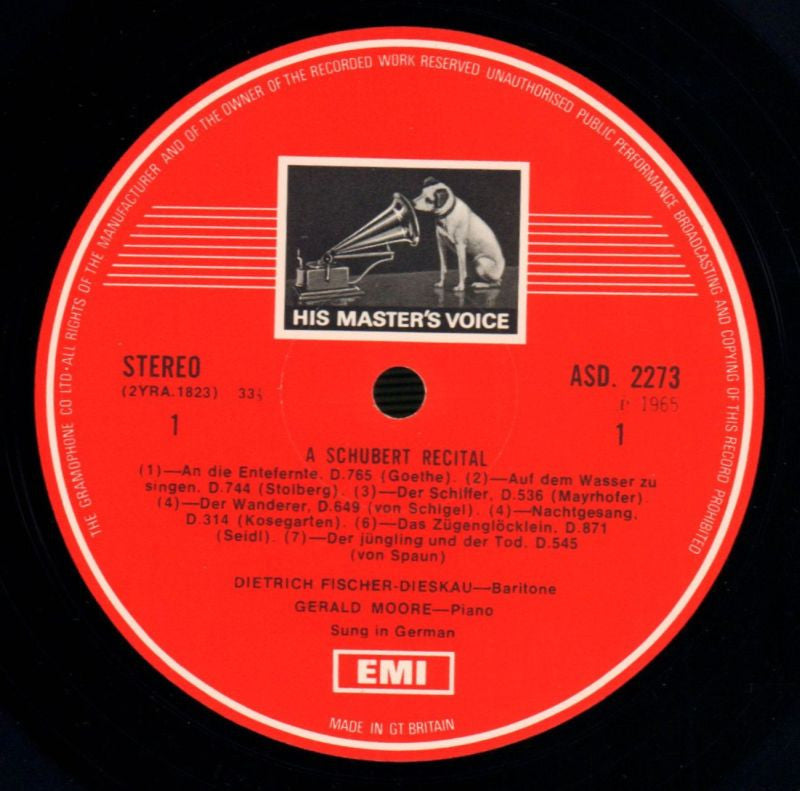 THE GRAMOPHONE CO LTD·ALL RIGHTS OF THE MANUFACTURER AND OF THE OWNER OF THE RECORDED WORK RESERVED UNAUTHORISED PUBLIC PERFORMANCE BROADCASTING AND COPYING OF THIS RECORD PROHIBITED
HIS MASTER'S VOICE
STEREO
(2YRA.1823) 33⅓
1
ASD. 2273
℗ 1965
1
A SCHUBERT RECITAL
(1)—An die Entefernte. D.765 (Goethe). (2)—Auf dem Wasser zu
singen. D.744 (Stolberg). (3)—Der Schiffer, D.536 (Mayrhofer)
(4)—Der Wanderer, D.649 (von Schigel). (4)—Nachtgesang,
D.314 (Kosegarten). (6)—Das Zügenglöcklein, D.871
(Seidl). (7)—Der jüngling und der Tod. D.545
(von Spaun)
DIETRICH FISCHER-DIESKAU—Baritone
GERALD MOORE—Piano
Sung in German
EMI
MADE IN GT BRITAIN